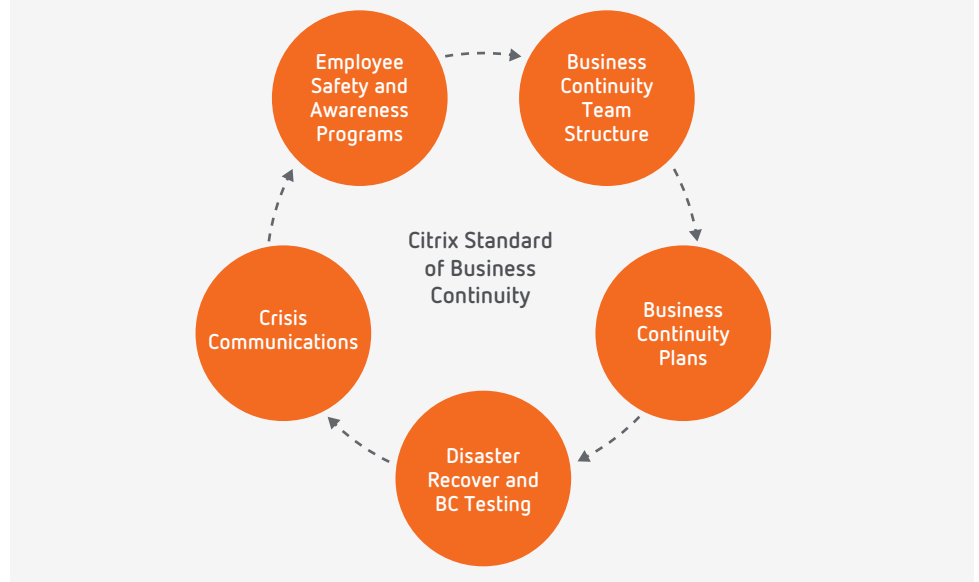 Employee
Safety and
Awareness
Programs
Business
Continuity
Team
Structure
Citrix Standard
of Business
Continuity
Business
Continuity
Plans
Crisis
Communications
Disaster
Recover and
BC Testing